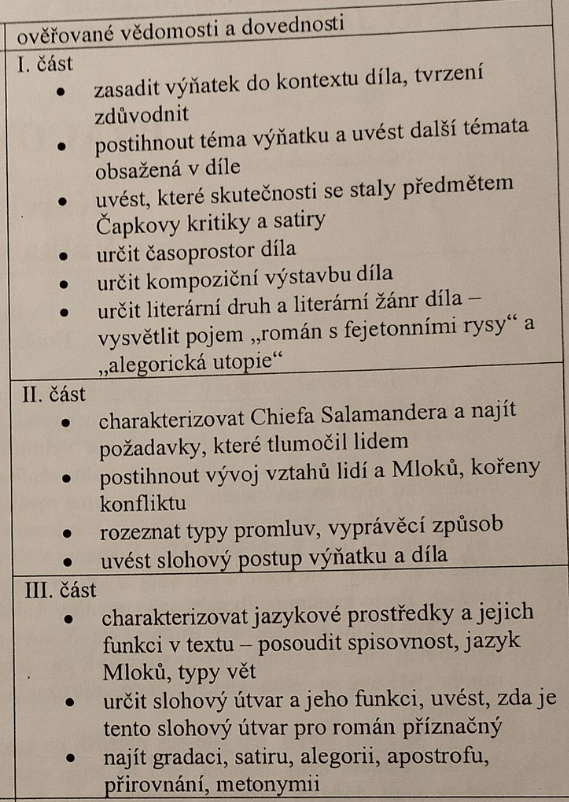 ověřované vědomosti a dovednosti
I. část
• zasadit výňatek do kontextu díla, tvrzení
zdůvodnit
• postihnout téma výňatku a uvést další témata
obsažená v díle
• uvést, které skutečnosti se staly předmětem
Čapkovy kritiky a satiry
• určit časoprostor díla
• určit kompoziční výstavbu díla
• určit literární druh a literární žánr díla –
vysvětlit pojem „román s fejetonními rysy“ a
„alegorická utopie“
II. část
• charakterizovat Chiefa Salamandera a najít
požadavky, které tlumočil lidem
• postihnout vývoj vztahů lidí a Mloků, kořeny
konfliktu
• rozeznat typy promluv, vyprávěcí způsob
• uvést slohový postup výňatku a díla
III. část
• charakterizovat jazykové prostředky a jejich
funkci v textu – posoudit spisovnost, jazyk
Mloků, typy vět
• určit slohový útvar a jeho funkci, uvést, zda je
tento slohový útvar pro román příznačný
• najít gradaci, satiru, alegorii, apostrofu,
přirovnání, metonymii